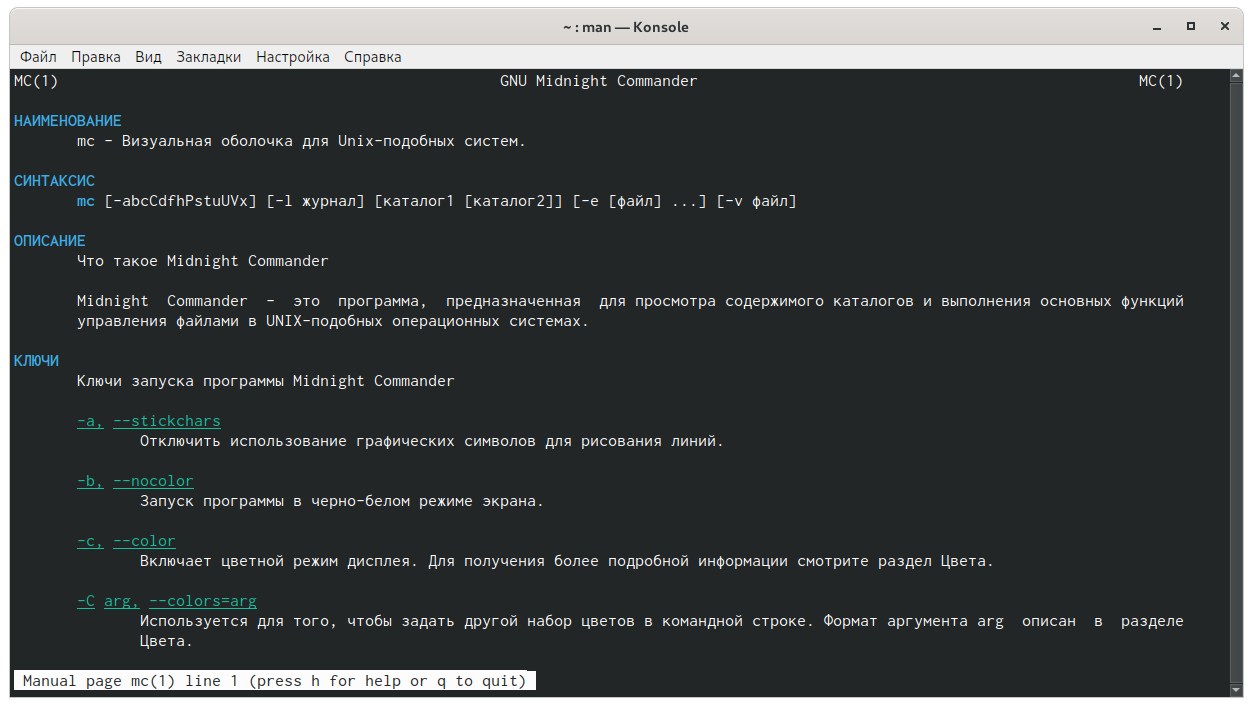 ~ : man — Konsole
Файл Правка Вид Закладки Настройка Справка
MC(1) GNU Midnight Commander MC(1)
НАИМЕНОВАНИЕ
mc - Визуальная оболочка для Unix-подобных систем.
СИНТАКСИС
mc [-abcCdfhPstuUVx] [-l журнал] [каталог1 [каталог2]] [-e [файл] ...] [-v файл]
ОПИСАНИЕ
Что такое Midnight Commander
Midnight Commander - это программа, предназначенная для просмотра содержимого каталогов и выполнения основных функций
управления файлами в UNIX-подобных операционных системах.
КЛЮЧИ
Ключи запуска программы Midnight Commander
-a, --stickchars
Отключить использование графических символов для рисования линий.
-b, --nocolor
Запуск программы в черно-белом режиме экрана.
-c, --color
Включает цветной режим дисплея. Для получения более подробной информации смотрите раздел Цвета.
-C arg, --colors=arg
Используется для того, чтобы задать другой набор цветов в командной строке. Формат аргумента arg описан в разделе
Цвета.
Manual page mc(1) line 1 (press h for help or q to quit)